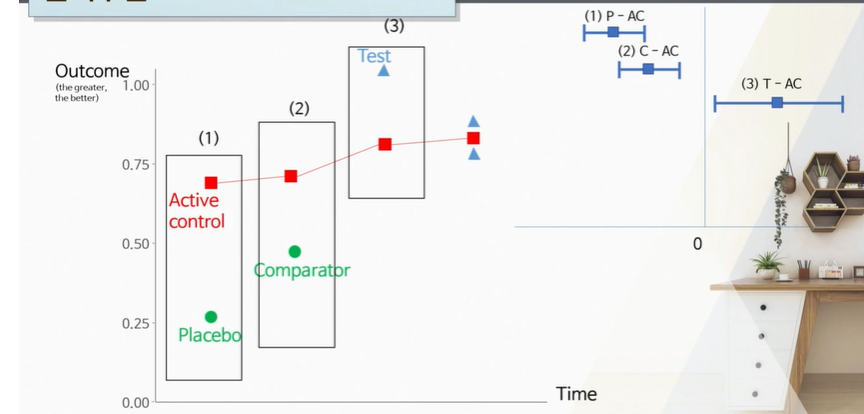 Outcome
(the greater,
the better)
1.00
0.75
0.50
0.25
0.00
(1)
(2)
(3)
Test
Active
control
Comparator
Placebo
Time
(1) P – AC
(2) C – AC
(3) T – AC
0